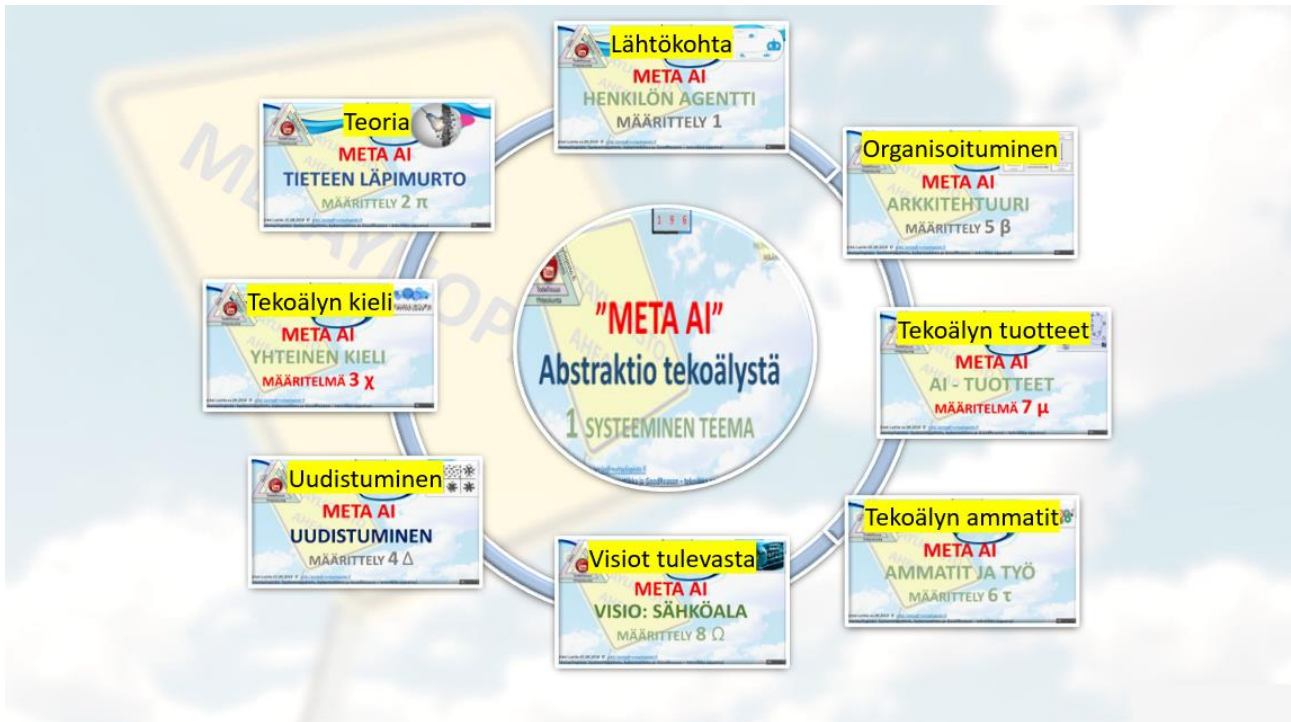 Lähtökohta
META AI
HENKILÖN AGENTTI
MÄÄRITTELY 1
Organisoituminen
META AI
ARKKITEHTUURI
MÄÄRITTELY 5 β
Tekoälyn tuotteet
META AI
AI - TUOTTEET
MÄÄRITELMÄ 7 μ
Tekoälyn ammatit
META AI
AMMATIT JA TYÖ
MÄÄRITTELY 6 τ
Visiot tulevasta
META AI
VISIO: SÄHKÖALA
MÄÄRITTELY 8 Ω
Uudistuminen
META AI
UUDISTUMINEN
MÄÄRITTELY 4 Δ
Tekoälyn kieli
META AI
YHTEINEN KIELI
MÄÄRITELMÄ 3 χ
Teoria
META AI
TIETEEN LÄPIMURTO
MÄÄRITTELY 2 π
1 9 6
”META AI”
Abstraktio tekoälystä
1 SYSTEEMINEN TEEMA